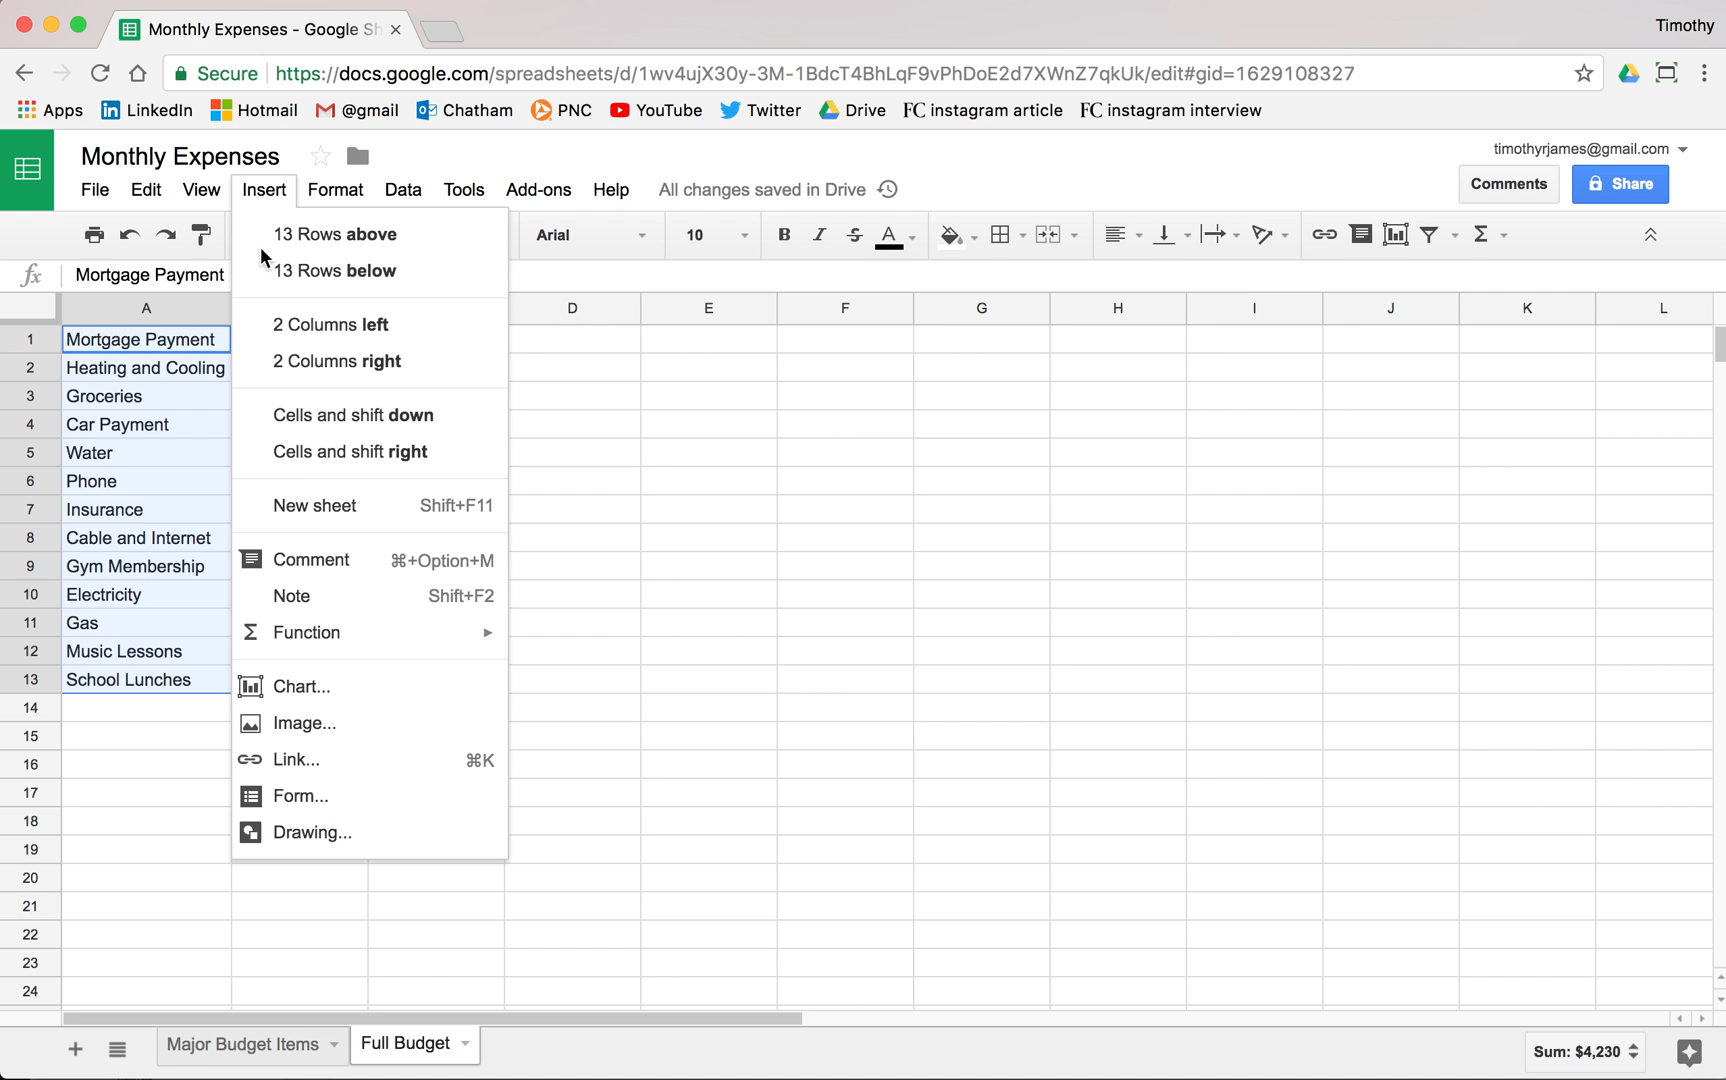 Monthly Expenses - Google Sh
Timothy
Secure https://docs.google.com/spreadsheets/d/1wv4ujX30y-3M-1BdcT4BhLqF9vPhDoE2d7XWnZ7qkUk/edit#gid=1629108327
Apps LinkedIn Hotmail @gmail Chatham PNC YouTube Twitter Drive FC instagram article FC instagram interview
Monthly Expenses
timothyrjames@gmail.com
File Edit View Insert Format Data Tools Add-ons Help All changes saved in Drive
Comments Share
Arial 10 B I S A Σ
fx Mortgage Payment
A D E F G H I J K L
1 Mortgage Payment
2 Heating and Cooling
3 Groceries
4 Car Payment
5 Water
6 Phone
7 Insurance
8 Cable and Internet
9 Gym Membership
10 Electricity
11 Gas
12 Music Lessons
13 School Lunches
14
15
16
17
18
19
20
21
22
23
24
13 Rows above
13 Rows below
2 Columns left
2 Columns right
Cells and shift down
Cells and shift right
New sheet Shift+F11
Comment ⌘+Option+M
Note Shift+F2
Σ Function
Chart...
Image...
Link... ⌘K
Form...
Drawing...
+ Major Budget Items Full Budget
Sum: $4,230